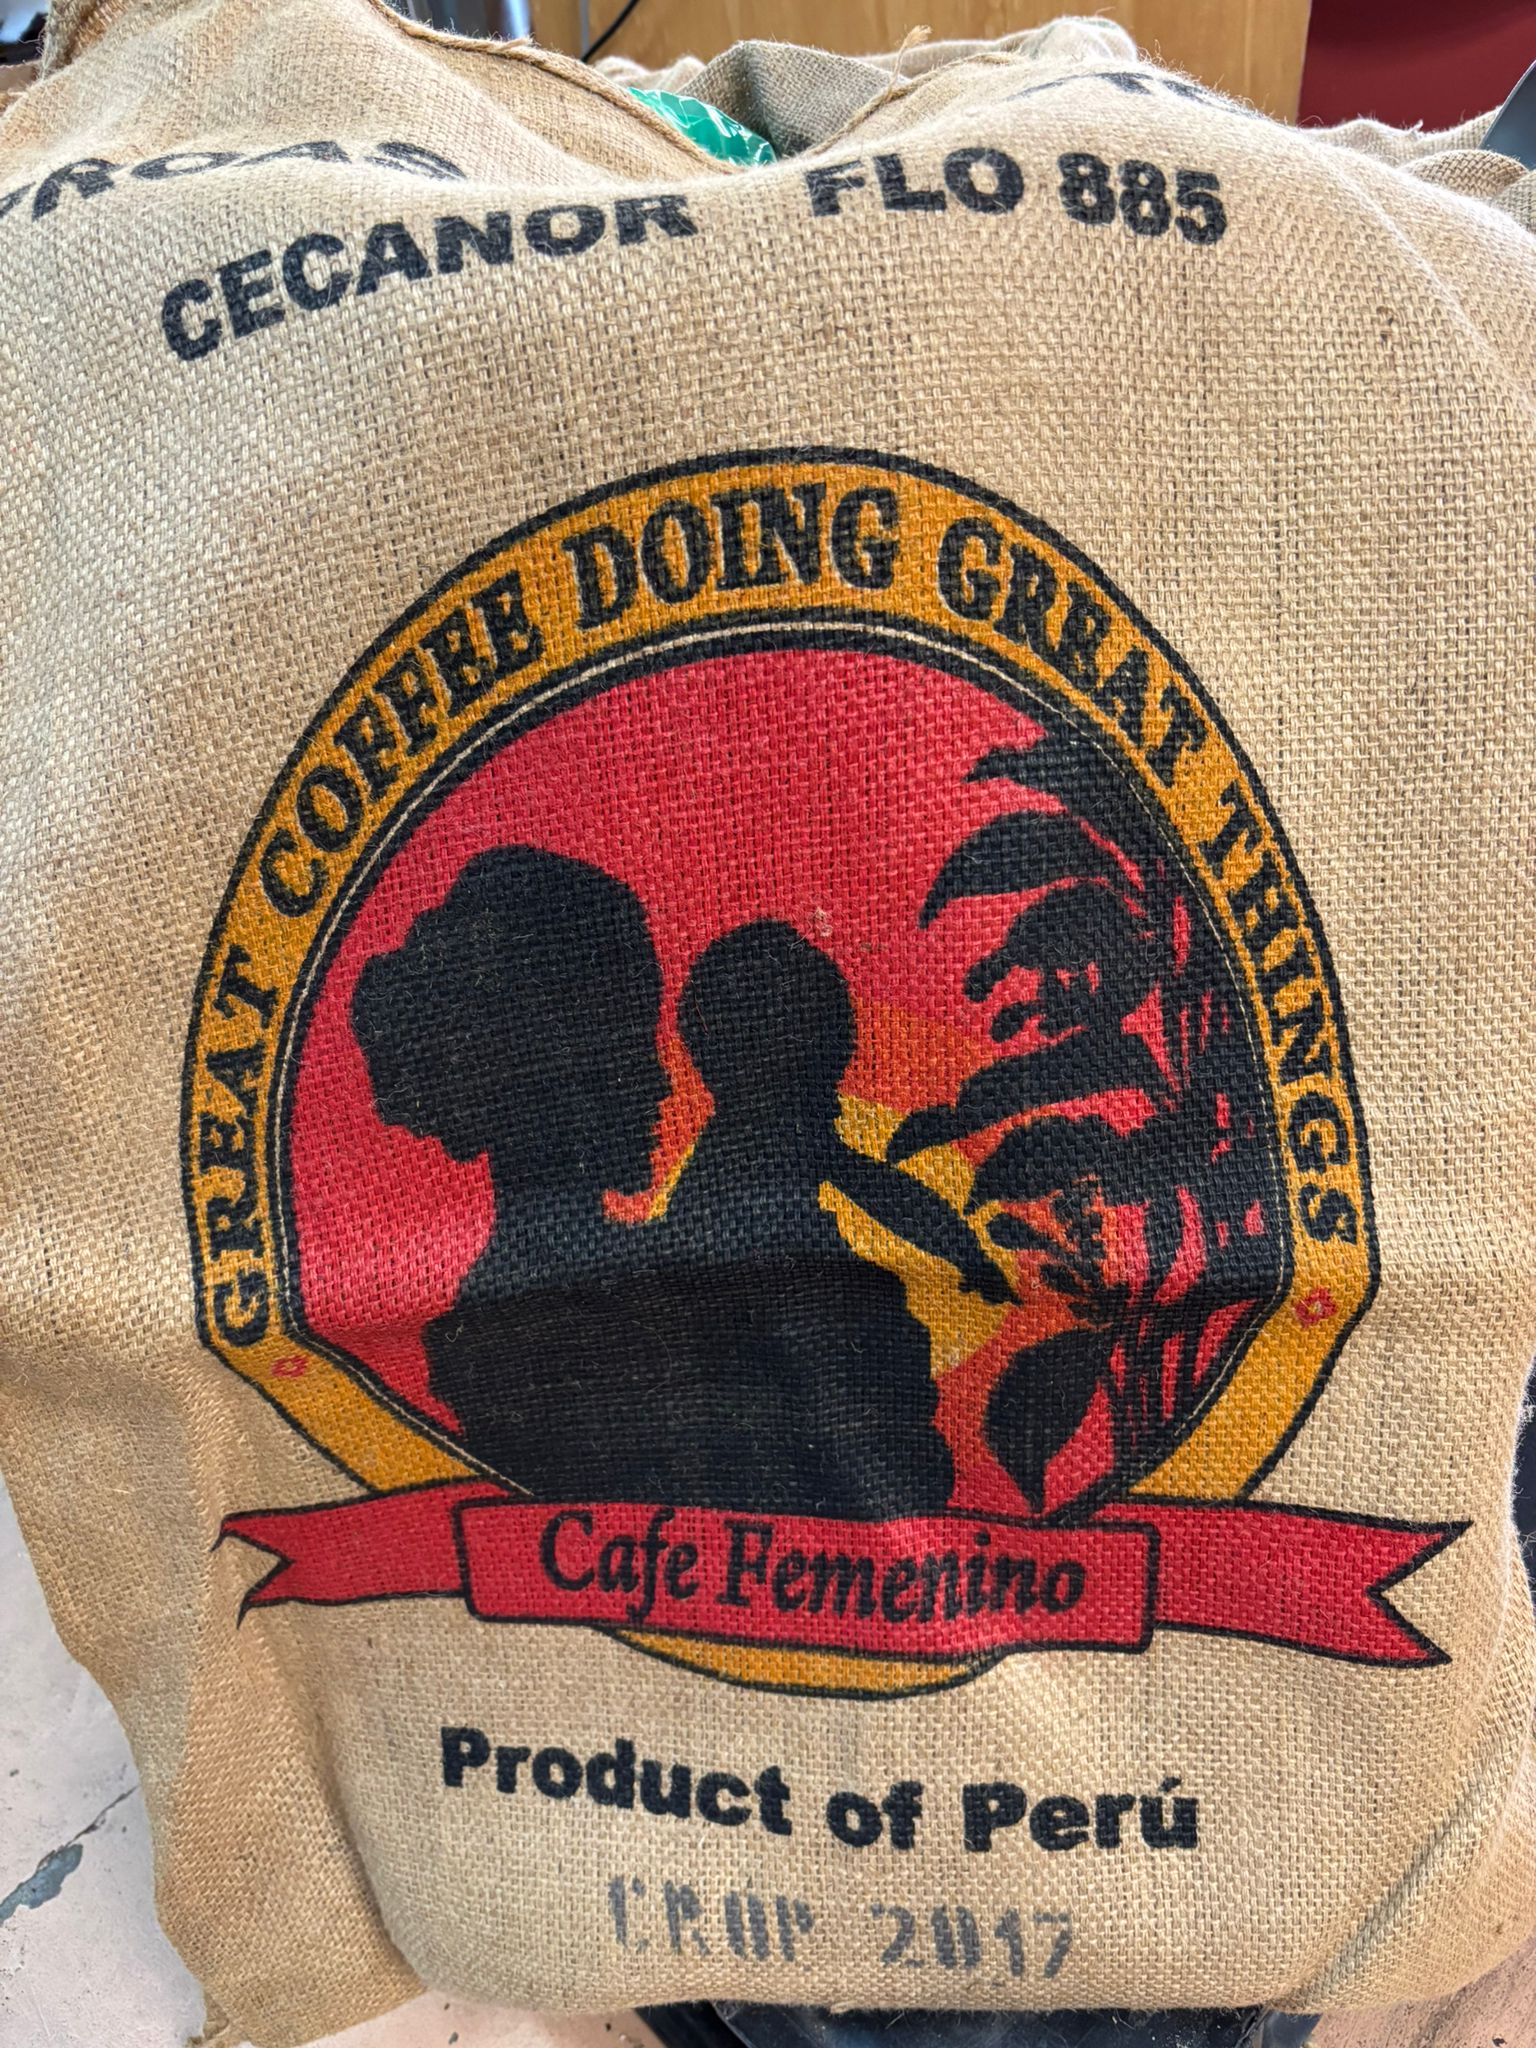 CECANOR FLO 885
GREAT COFFEE DOING GREAT THINGS
Cafe Femenino
Product of Perú
CROP 2017